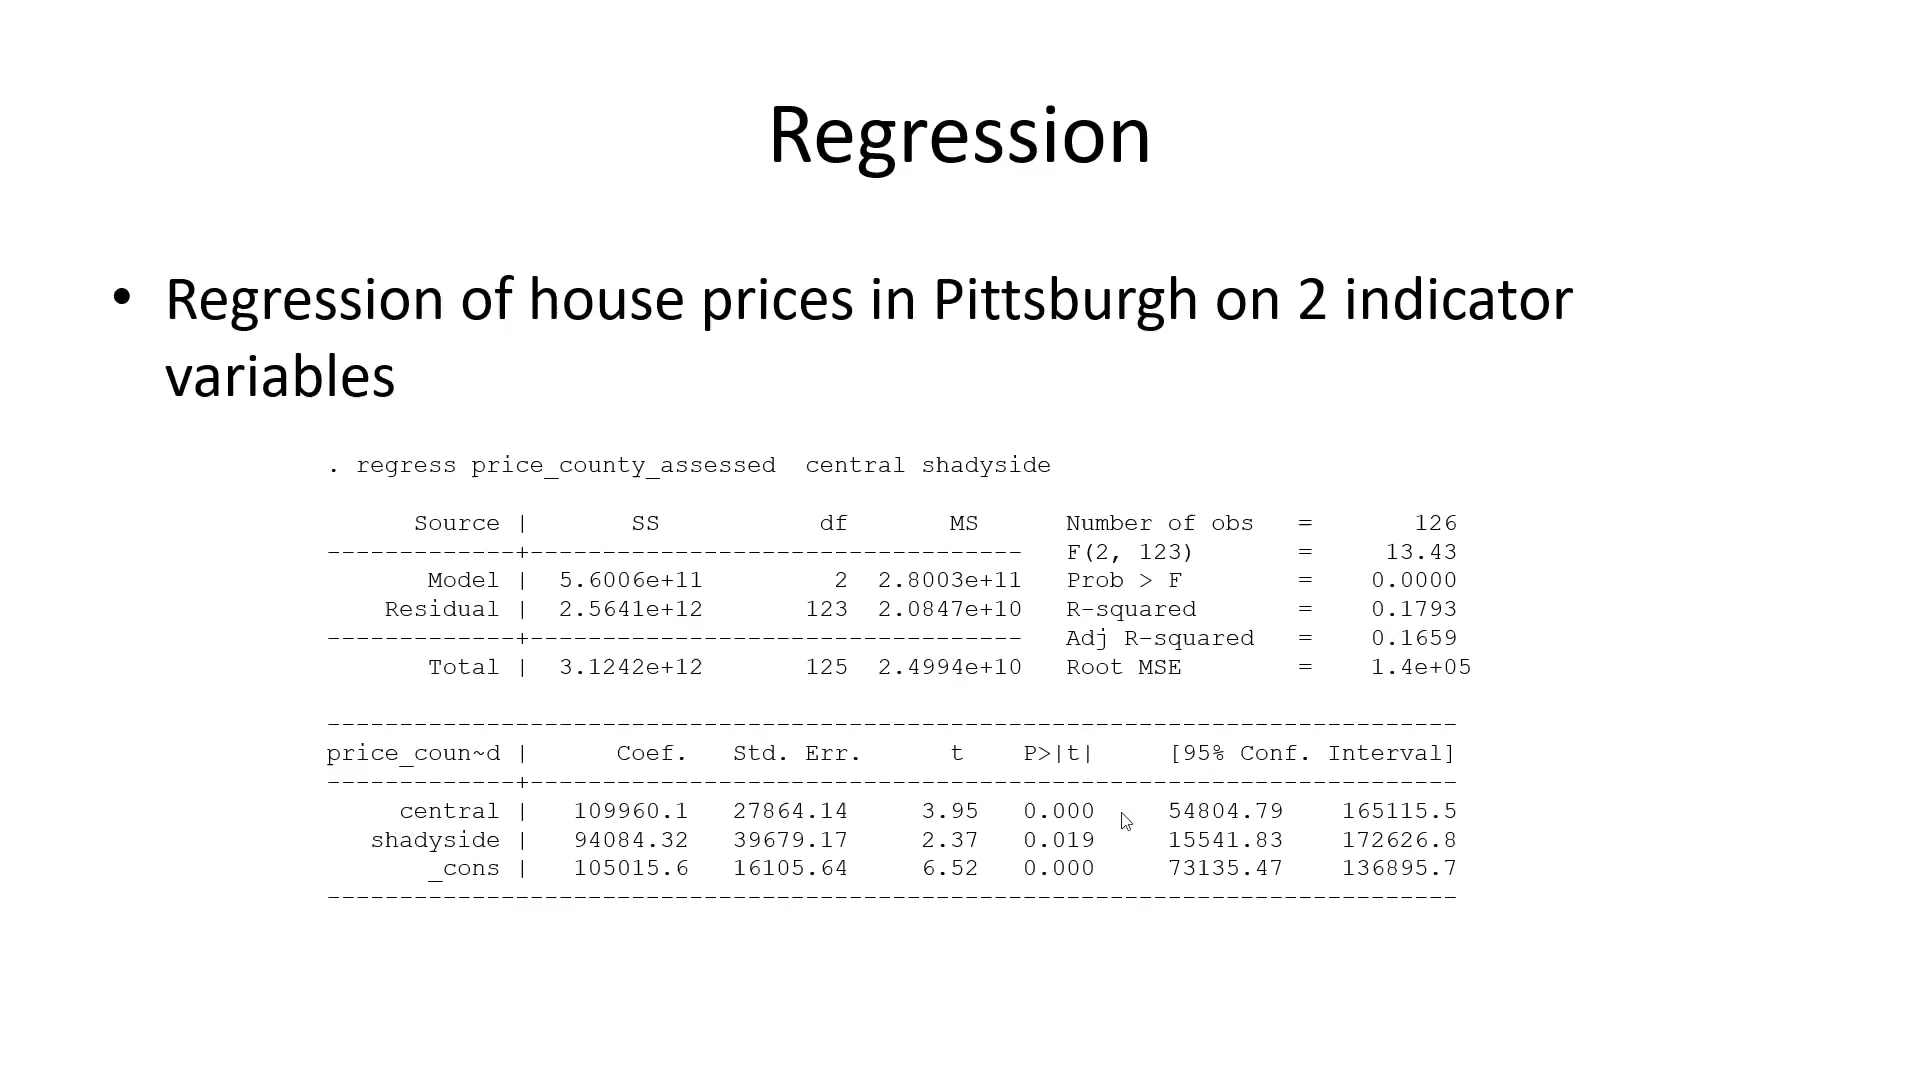 Regression
• Regression of house prices in Pittsburgh on 2 indicator
variables
. regress price_county_assessed  central shadyside
      Source |       SS           df       MS      Number of obs   =       126
-------------+----------------------------------   F(2, 123)       =     13.43
       Model |  5.6006e+11         2  2.8003e+11   Prob > F        =    0.0000
    Residual |  2.5641e+12       123  2.0847e+10   R-squared       =    0.1793
-------------+----------------------------------   Adj R-squared   =    0.1659
       Total |  3.1242e+12       125  2.4994e+10   Root MSE        =    1.4e+05
------------------------------------------------------------------------------
price_coun~d |      Coef.   Std. Err.      t    P>|t|     [95% Conf. Interval]
-------------+----------------------------------------------------------------
     central |   109960.1   27864.14     3.95   0.000     54804.79    165115.5
   shadyside |   94084.32   39679.17     2.37   0.019     15541.83    172626.8
       _cons |   105015.6   16105.64     6.52   0.000     73135.47    136895.7
------------------------------------------------------------------------------